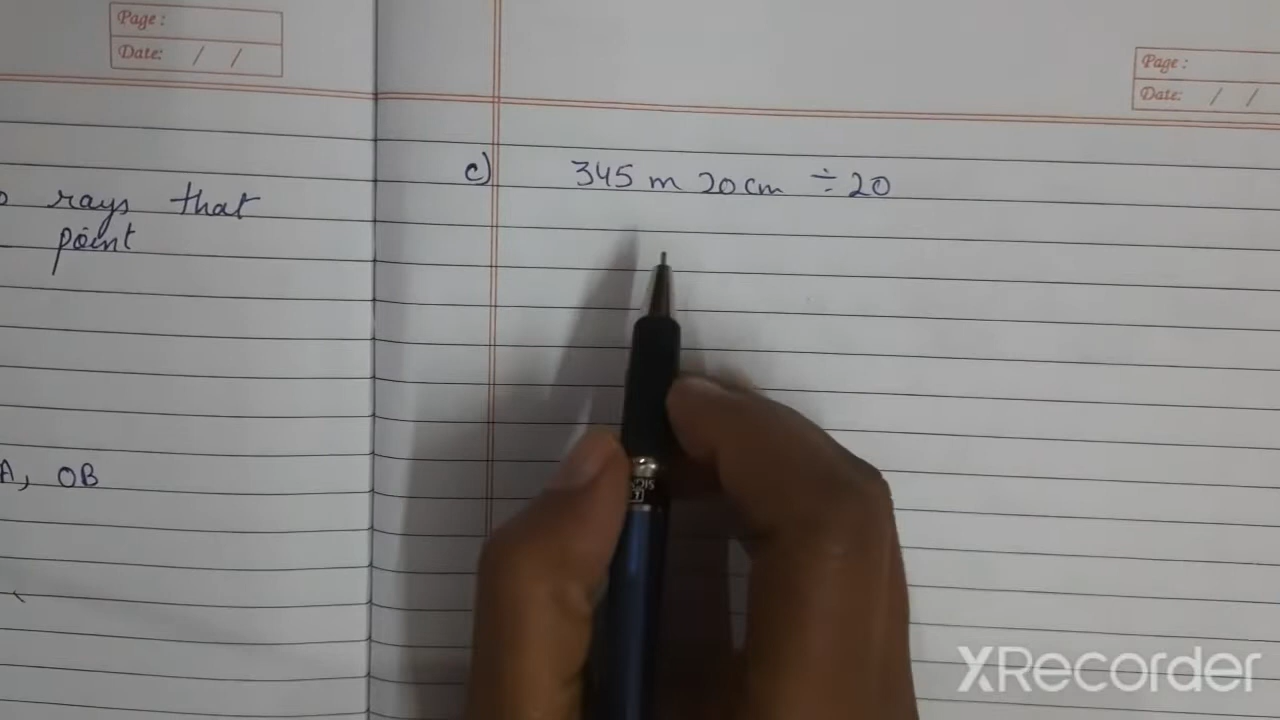 Page :
Date: / /
rays that
point
A, OB
Page :
Date: / /
c) 345 m 20 cm ÷ 20
XRecorder